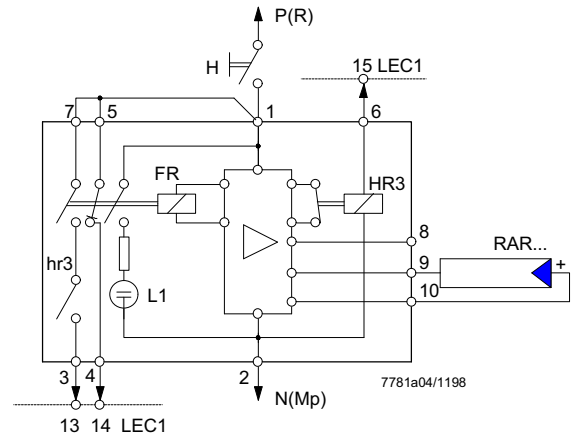 P(R)
H
15 LEC1
7
5
1
6
FR
HR3
8
RAR...
9
+
10
hr3
L1
3
4
2
7781a04/1198
N(Mp)
13 14 LEC1